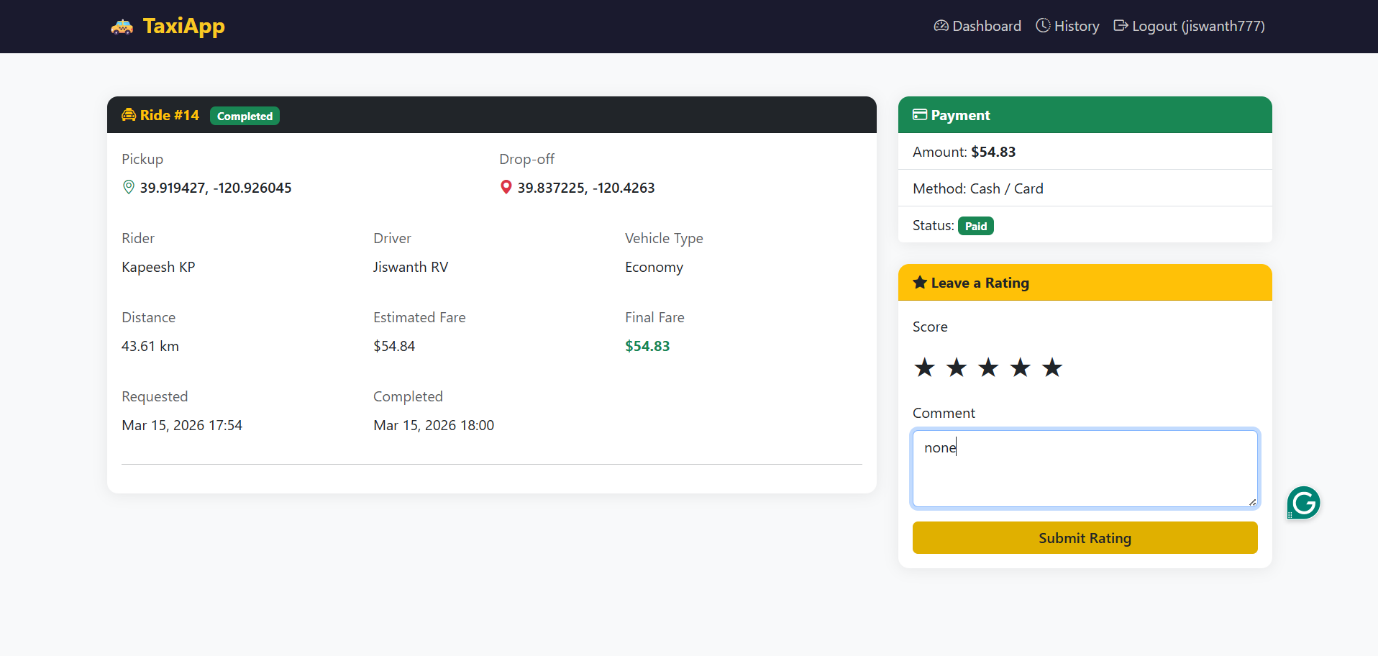 TaxiApp
Dashboard
History
Logout (jiswanth777)
Ride #14 Completed
Pickup
Drop-off
39.919427, -120.926045
39.837225, -120.4263
Rider
Driver
Vehicle Type
Kapeesh KP
Jiswanth RV
Economy
Distance
Estimated Fare
Final Fare
43.61 km
$54.84
$54.83
Requested
Completed
Mar 15, 2026 17:54
Mar 15, 2026 18:00
Payment
Amount: $54.83
Method: Cash / Card
Status: Paid
Leave a Rating
Score
★ ★ ★ ★ ★
Comment
none
Submit Rating
G